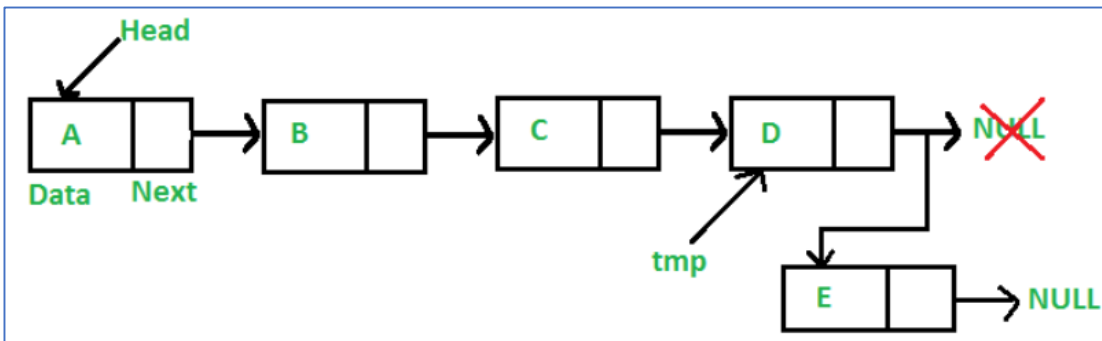 Head
A B C D NULL
Data Next
tmp
E NULL